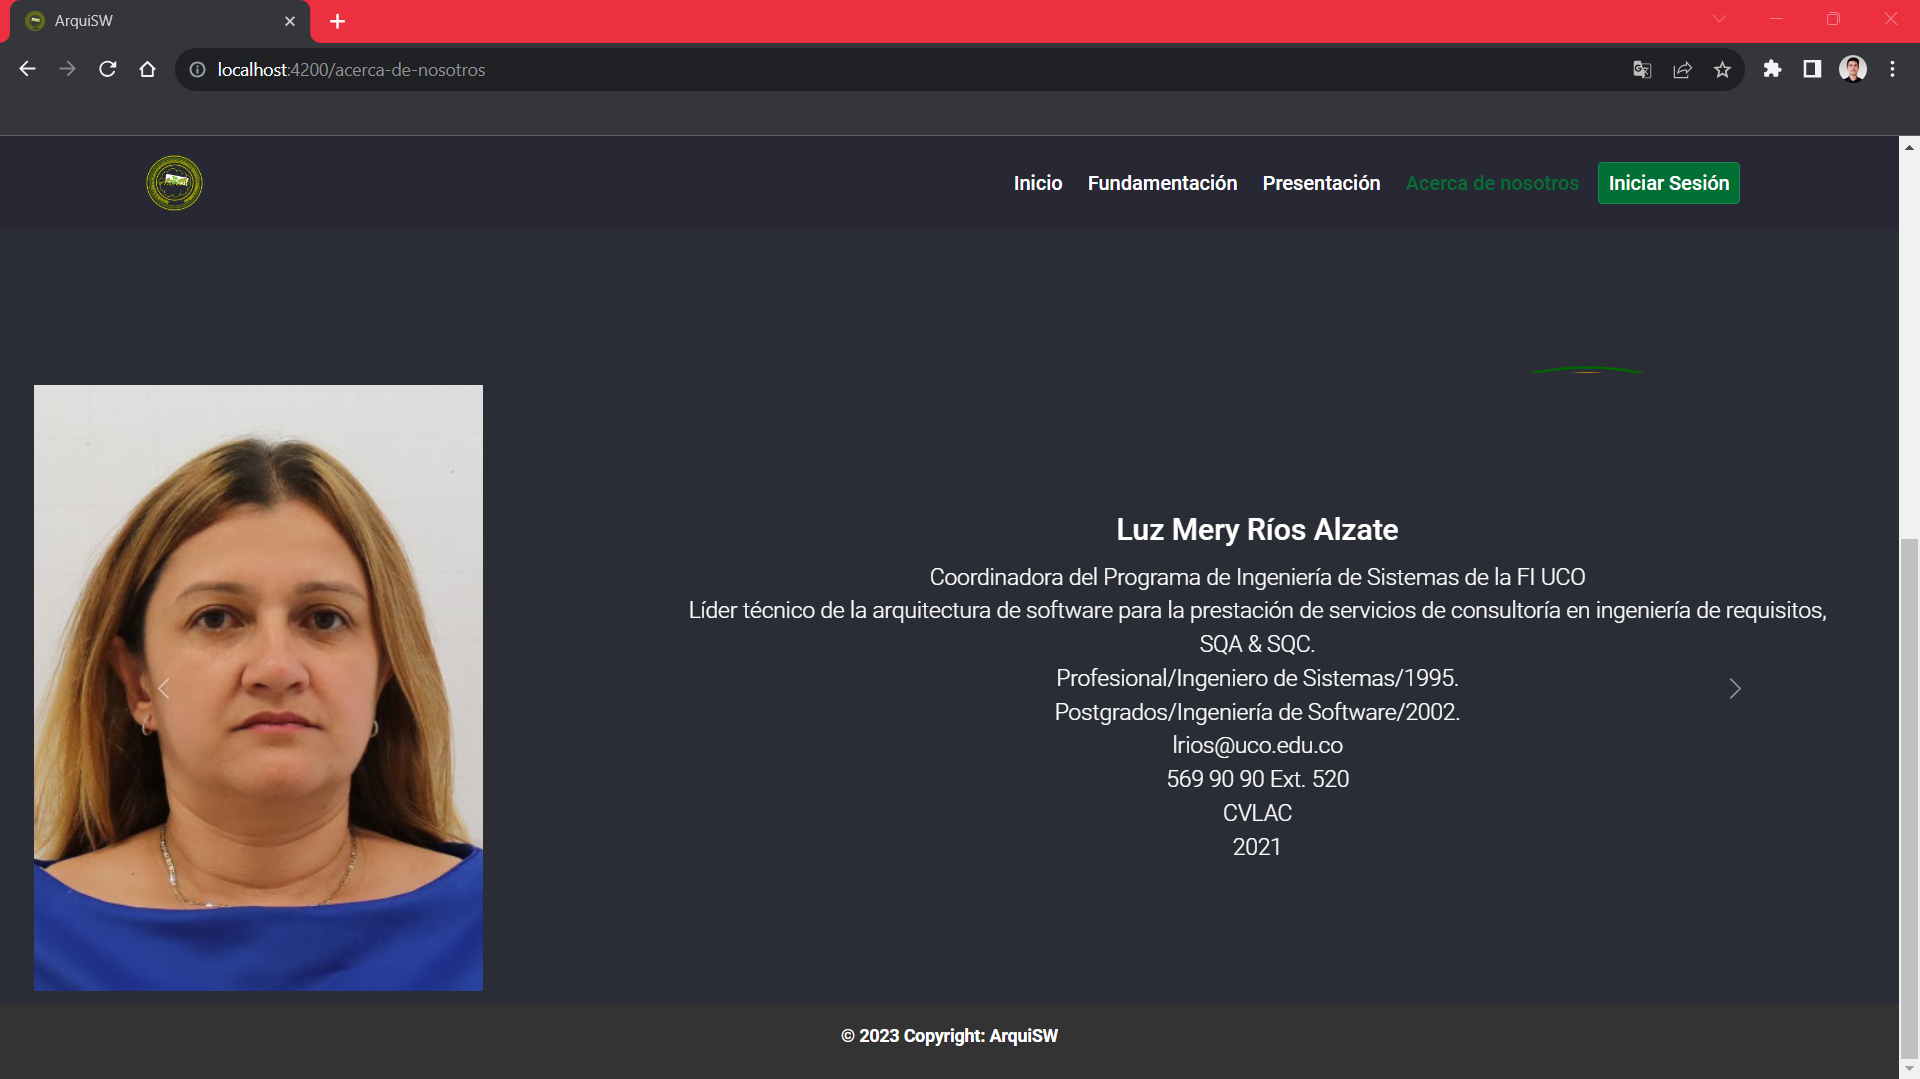 ArquiSW
localhost:4200/acerca-de-nosotros
Inicio Fundamentación Presentación Acerca de nosotros Iniciar Sesión
Luz Mery Ríos Alzate
Coordinadora del Programa de Ingeniería de Sistemas de la FI UCO
Líder técnico de la arquitectura de software para la prestación de servicios de consultoría en ingeniería de requisitos,
SQA & SQC.
Profesional/Ingeniero de Sistemas/1995.
Postgrados/Ingeniería de Software/2002.
lrios@uco.edu.co
569 90 90 Ext. 520
CVLAC
2021
© 2023 Copyright: ArquiSW